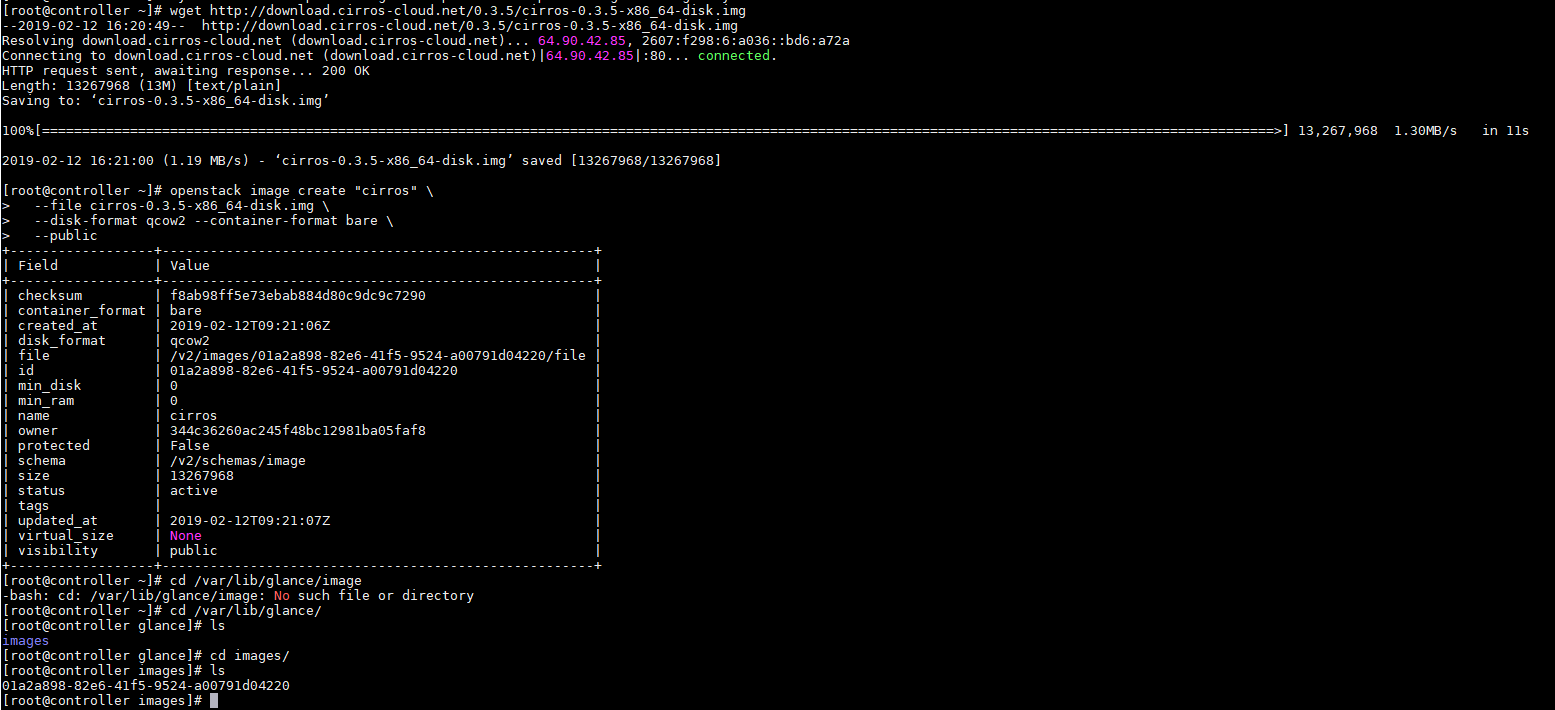 [root@controller ~]# wget http://download.cirros-cloud.net/0.3.5/cirros-0.3.5-x86_64-disk.img
--2019-02-12 16:20:49--  http://download.cirros-cloud.net/0.3.5/cirros-0.3.5-x86_64-disk.img
Resolving download.cirros-cloud.net (download.cirros-cloud.net)... 64.90.42.85, 2607:f298:6:a036::bd6:a72a
Connecting to download.cirros-cloud.net (download.cirros-cloud.net)|64.90.42.85|:80... connected.
HTTP request sent, awaiting response... 200 OK
Length: 13267968 (13M) [text/plain]
Saving to: ‘cirros-0.3.5-x86_64-disk.img’
100%[==========================================================================================================================================================>] 13,267,968  1.30MB/s   in 11s
2019-02-12 16:21:00 (1.19 MB/s) - ‘cirros-0.3.5-x86_64-disk.img’ saved [13267968/13267968]
[root@controller ~]# openstack image create "cirros" \
>   --file cirros-0.3.5-x86_64-disk.img \
>   --disk-format qcow2 --container-format bare \
>   --public
+------------------+------------------------------------------------------+
| Field            | Value                                                |
+------------------+------------------------------------------------------+
| checksum         | f8ab98ff5e73ebab884d80c9dc9c7290                     |
| container_format | bare                                                 |
| created_at       | 2019-02-12T09:21:06Z                                 |
| disk_format      | qcow2                                                |
| file             | /v2/images/01a2a898-82e6-41f5-9524-a00791d04220/file |
| id               | 01a2a898-82e6-41f5-9524-a00791d04220                 |
| min_disk         | 0                                                    |
| min_ram          | 0                                                    |
| name             | cirros                                               |
| owner            | 344c36260ac245f48bc12981ba05faf8                     |
| protected        | False                                                |
| schema           | /v2/schemas/image                                    |
| size             | 13267968                                             |
| status           | active                                               |
| tags             |                                                      |
| updated_at       | 2019-02-12T09:21:07Z                                 |
| virtual_size     | None                                                 |
| visibility       | public                                               |
+------------------+------------------------------------------------------+
[root@controller ~]# cd /var/lib/glance/image
-bash: cd: /var/lib/glance/image: No such file or directory
[root@controller ~]# cd /var/lib/glance/
[root@controller glance]# ls
images
[root@controller glance]# cd images/
[root@controller images]# ls
01a2a898-82e6-41f5-9524-a00791d04220
[root@controller images]#